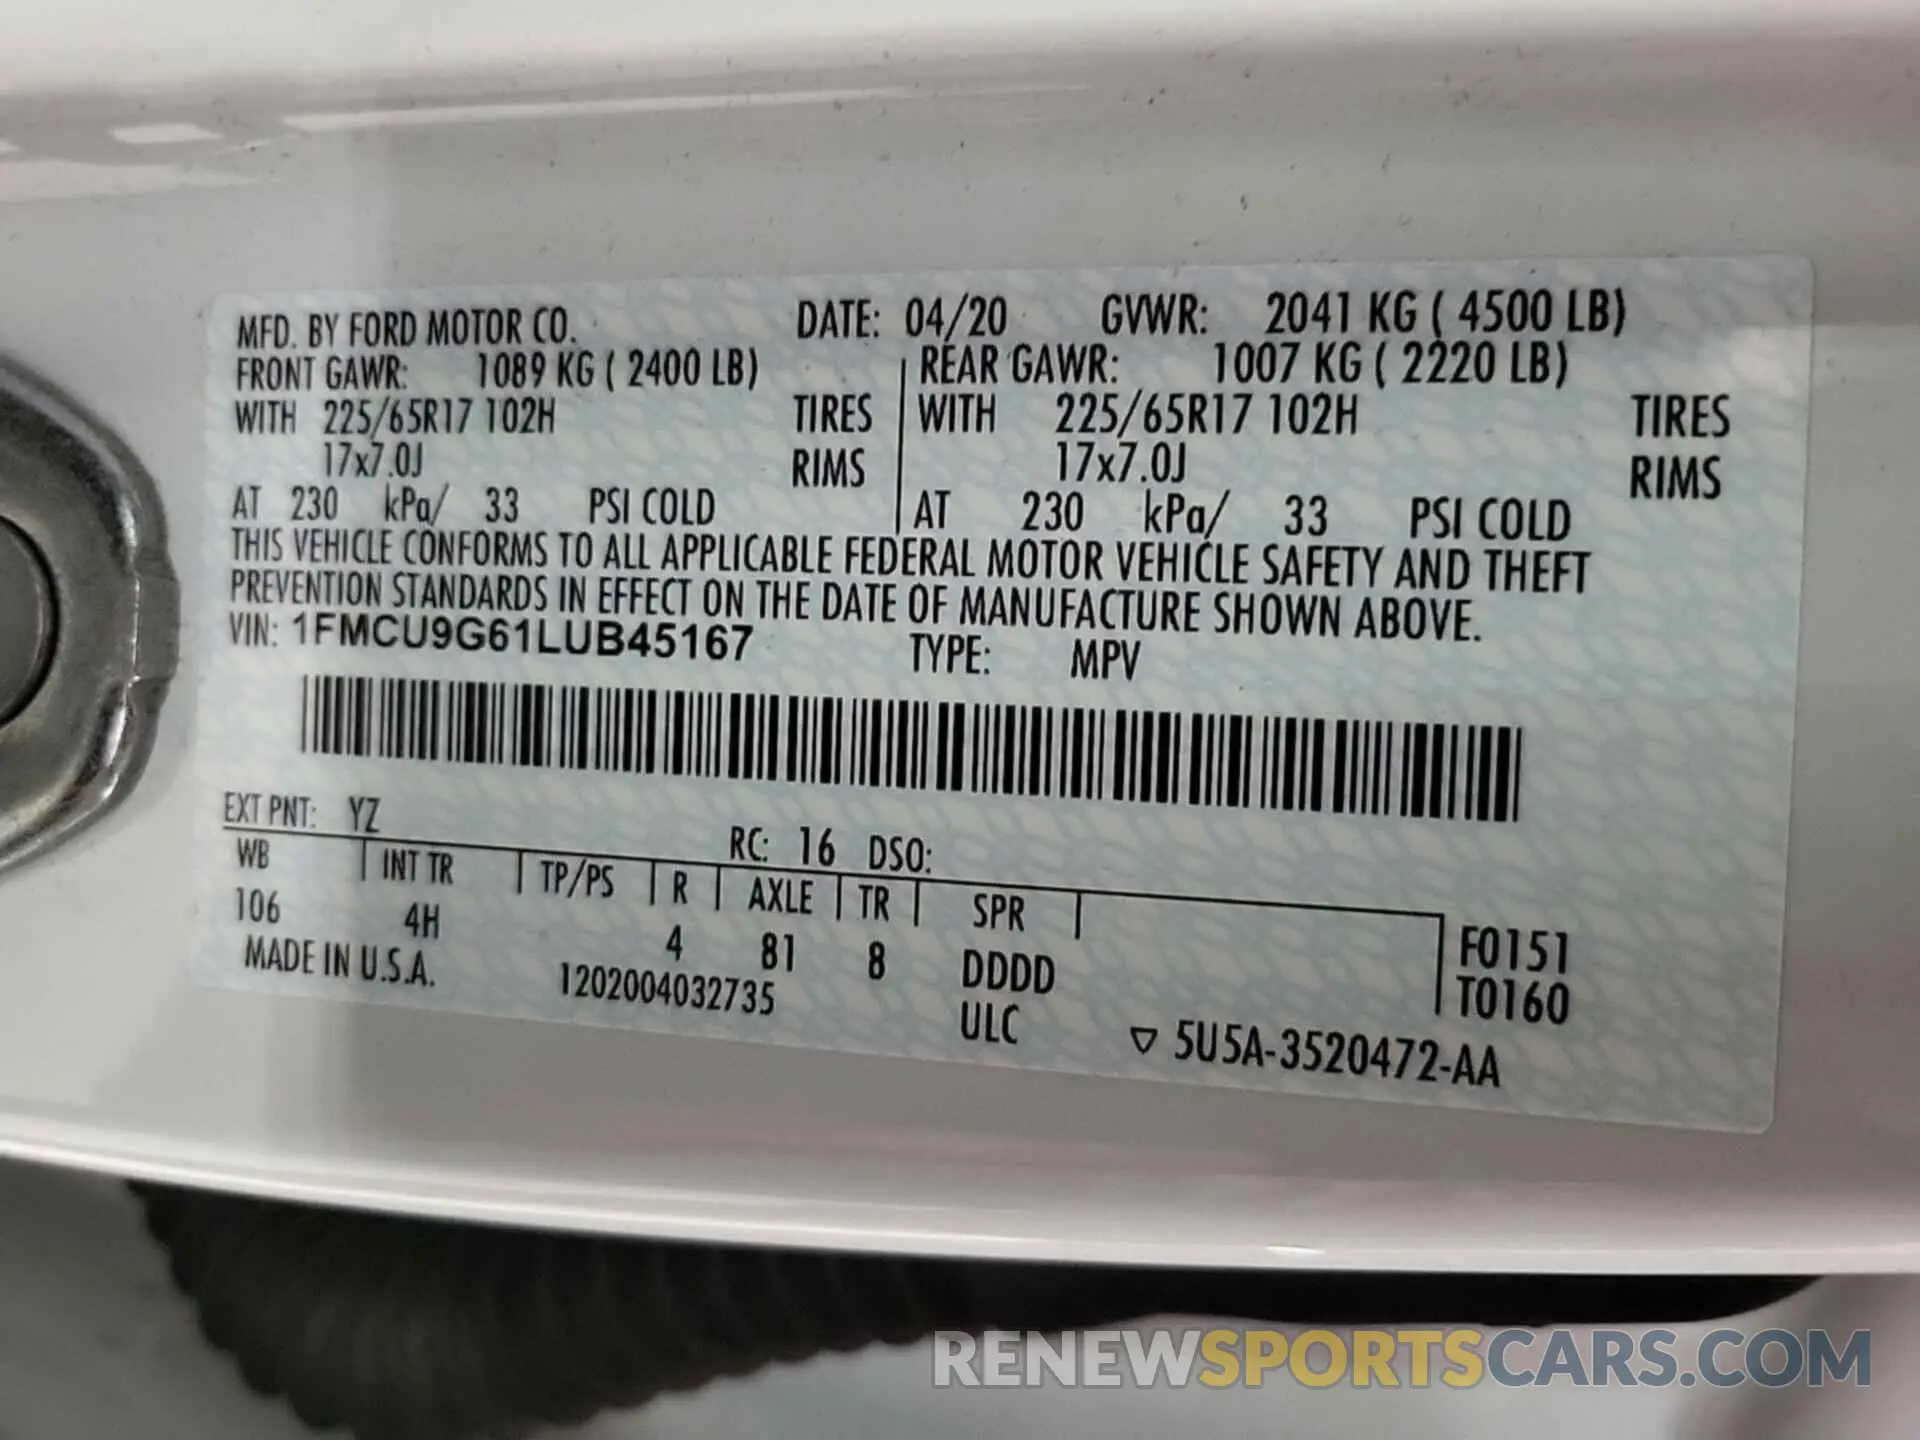 MFD. BY FORD MOTOR CO. DATE: 04/20 GVWR: 2041 KG ( 4500 LB)
FRONT GAWR: 1089 KG ( 2400 LB) REAR GAWR: 1007 KG ( 2220 LB)
WITH 225/65R17 102H TIRES WITH 225/65R17 102H TIRES
17x7.0J RIMS 17x7.0J RIMS
AT 230 kPa/ 33 PSI COLD AT 230 kPa/ 33 PSI COLD
THIS VEHICLE CONFORMS TO ALL APPLICABLE FEDERAL MOTOR VEHICLE SAFETY AND THEFT
PREVENTION STANDARDS IN EFFECT ON THE DATE OF MANUFACTURE SHOWN ABOVE.
VIN: 1FMCU9G61LUB45167 TYPE: MPV
EXT PNT: YZ RC: 16 DSO:
WB INT TR TP/PS R AXLE TR SPR
106 4H 4 81 8 DDDD F0151
MADE IN U.S.A. 1202004032735 ULC T0160
▽ 5U5A-3520472-AA
RENEWSPORTSCARS.COM